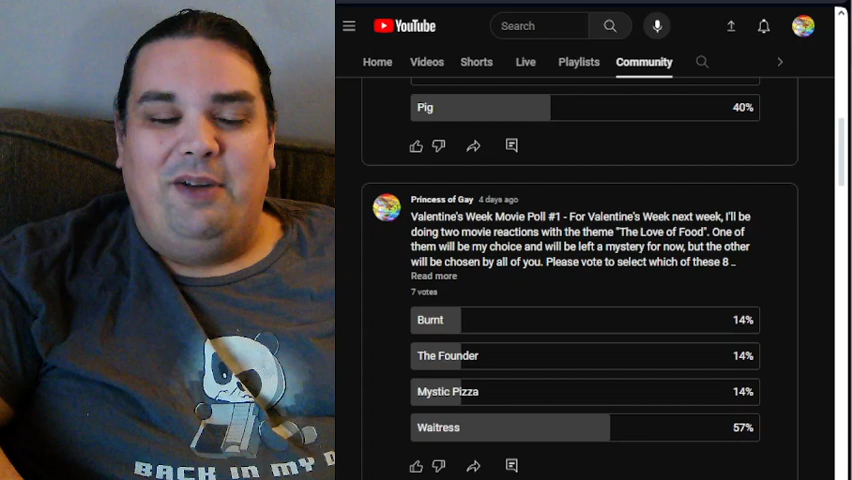 YouTube
Search
Home Videos Shorts Live Playlists Community
Pig 40%
Princess of Gay 4 days ago
Valentine's Week Movie Poll #1 - For Valentine's Week next week, I'll be
doing two movie reactions with the theme "The Love of Food". One of
them will be my choice and will be left a mystery for now, but the other
will be chosen by all of you. Please vote to select which of these 8 ..
Read more
7 votes
Burnt 14%
The Founder 14%
Mystic Pizza 14%
Waitress 57%
BACK IN MY D